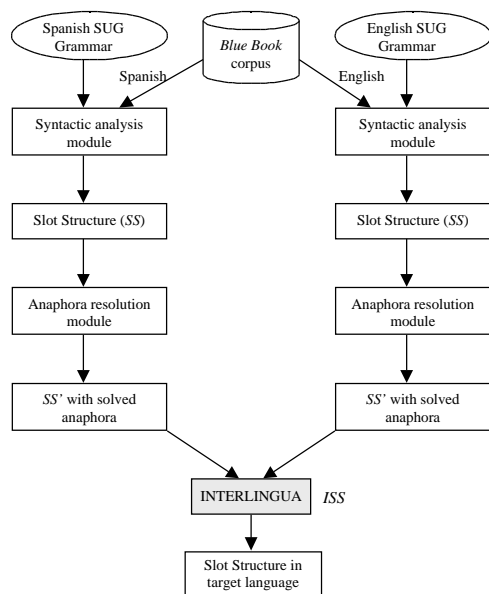 Spanish SUG
Grammar
Blue Book
corpus
English SUG
Grammar
Spanish
English
Syntactic analysis
module
Syntactic analysis
module
Slot Structure (SS)
Slot Structure (SS)
Anaphora resolution
module
Anaphora resolution
module
SS’ with solved
anaphora
SS’ with solved
anaphora
INTERLINGUA
ISS
Slot Structure in
target language